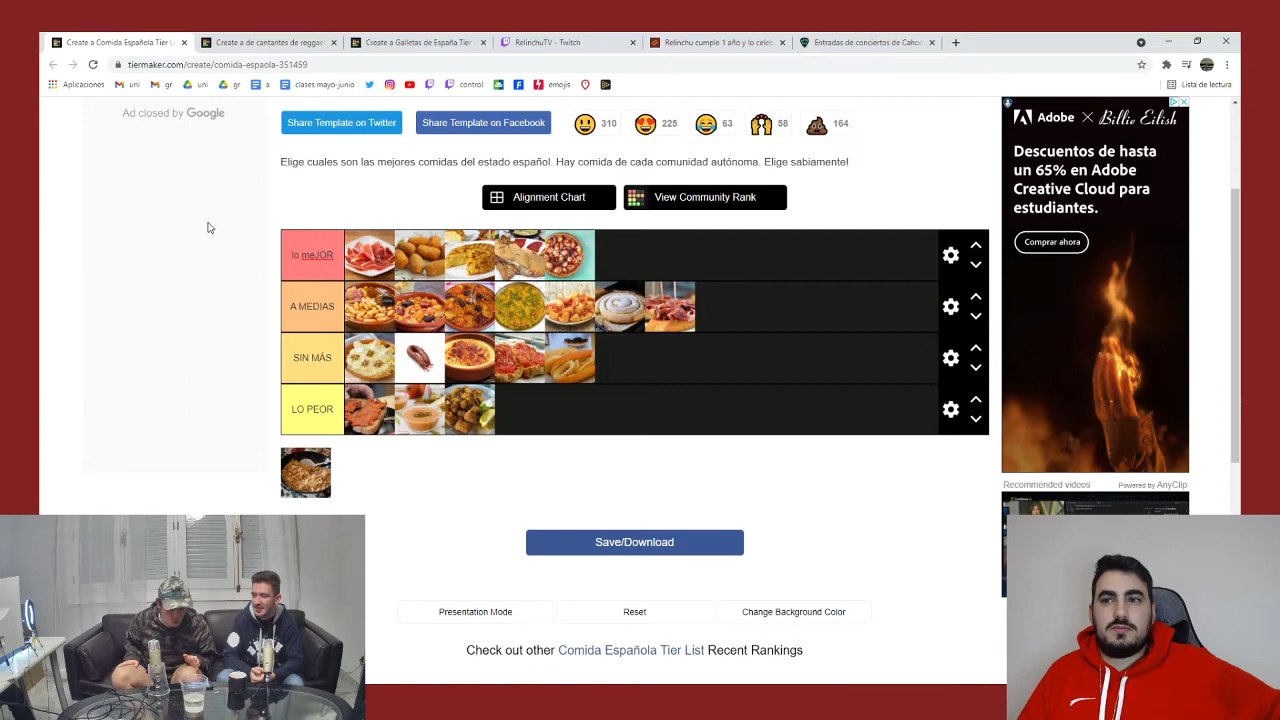 Create a Comida Española Tier L
Create a de cantantes de reggae
Create a Galletas de España Tier
RelinchuTV - Twitch
Relinchu cumple 1 año y lo celeb
Entradas de conciertos de Cahor
tiermaker.com/create/comida-espaola-351459
Aplicaciones
uni
gr
uni
gr
a
clases mayo-junio
control
emojis
Lista de lectura
Ad closed by Google
Share Template on Twitter
Share Template on Facebook
310
225
63
58
164
Elige cuales son las mejores comidas del estado español. Hay comida de cada comunidad autónoma. Elige sabiamente!
Alignment Chart
View Community Rank
lo meJOR
A MEDIAS
SIN MÁS
LO PEOR
Save/Download
Presentation Mode
Reset
Change Background Color
Check out other Comida Española Tier List Recent Rankings
Adobe × Billie Eilish
Descuentos de hasta
un 65% en Adobe
Creative Cloud para
estudiantes.
Comprar ahora
Recommended videos
Powered by AnyClip